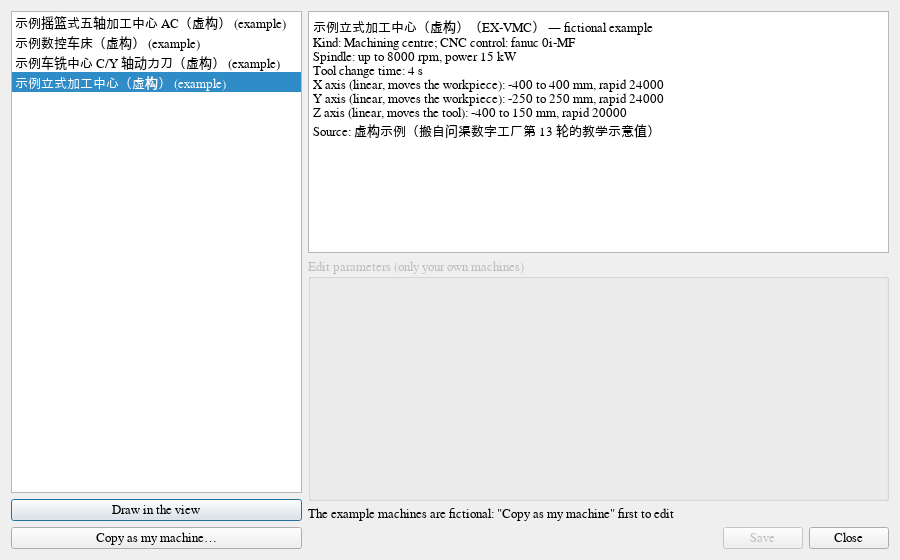 示例摇篮式五轴加工中心 AC（虚构） (example)
示例数控车床（虚构） (example)
示例车铣中心 C/Y 轴动力刀（虚构） (example)
示例立式加工中心（虚构） (example)
Draw in the view
Copy as my machine…
示例立式加工中心（虚构）（EX-VMC） — fictional example
Kind: Machining centre; CNC control: fanuc 0i-MF
Spindle: up to 8000 rpm, power 15 kW
Tool change time: 4 s
X axis (linear, moves the workpiece): -400 to 400 mm, rapid 24000
Y axis (linear, moves the workpiece): -250 to 250 mm, rapid 24000
Z axis (linear, moves the tool): -400 to 150 mm, rapid 20000
Source: 虚构示例（搬自问渠数字工厂第 13 轮的教学示意值）
Edit parameters (only your own machines)
The example machines are fictional: "Copy as my machine" first to edit
Save
Close